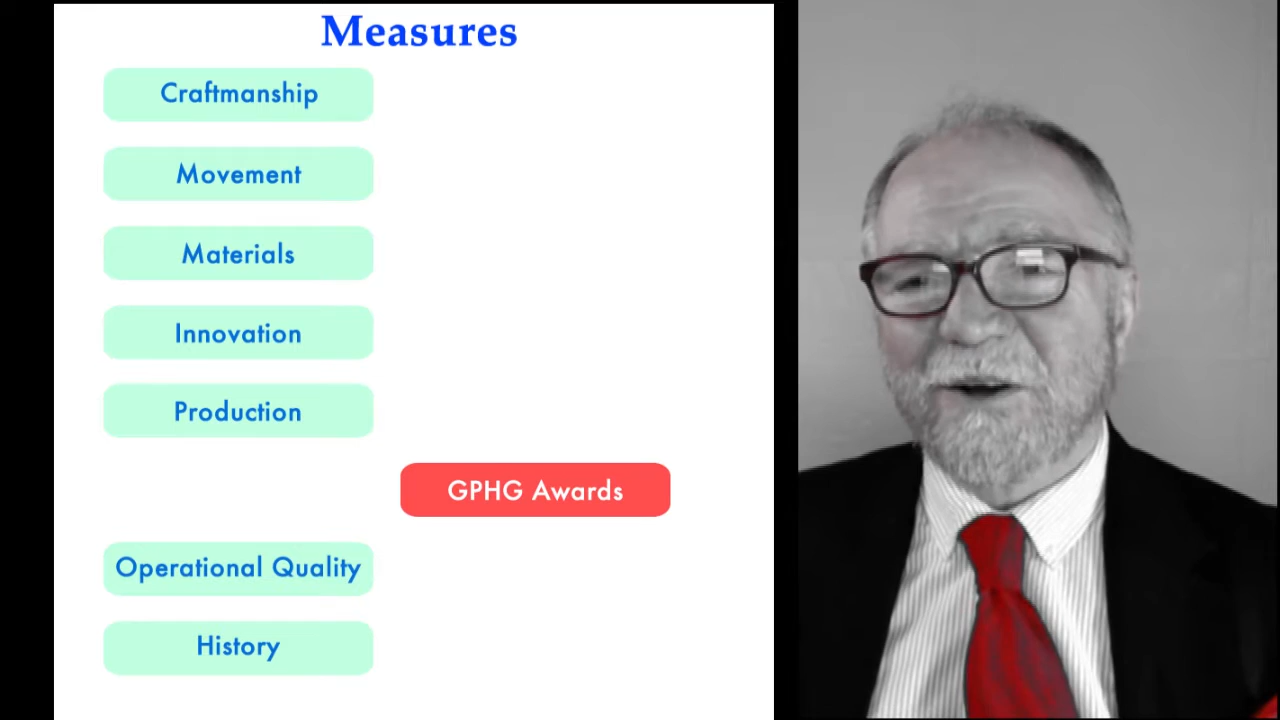 Measures
Craftmanship
Movement
Materials
Innovation
Production
GPHG Awards
Operational Quality
History